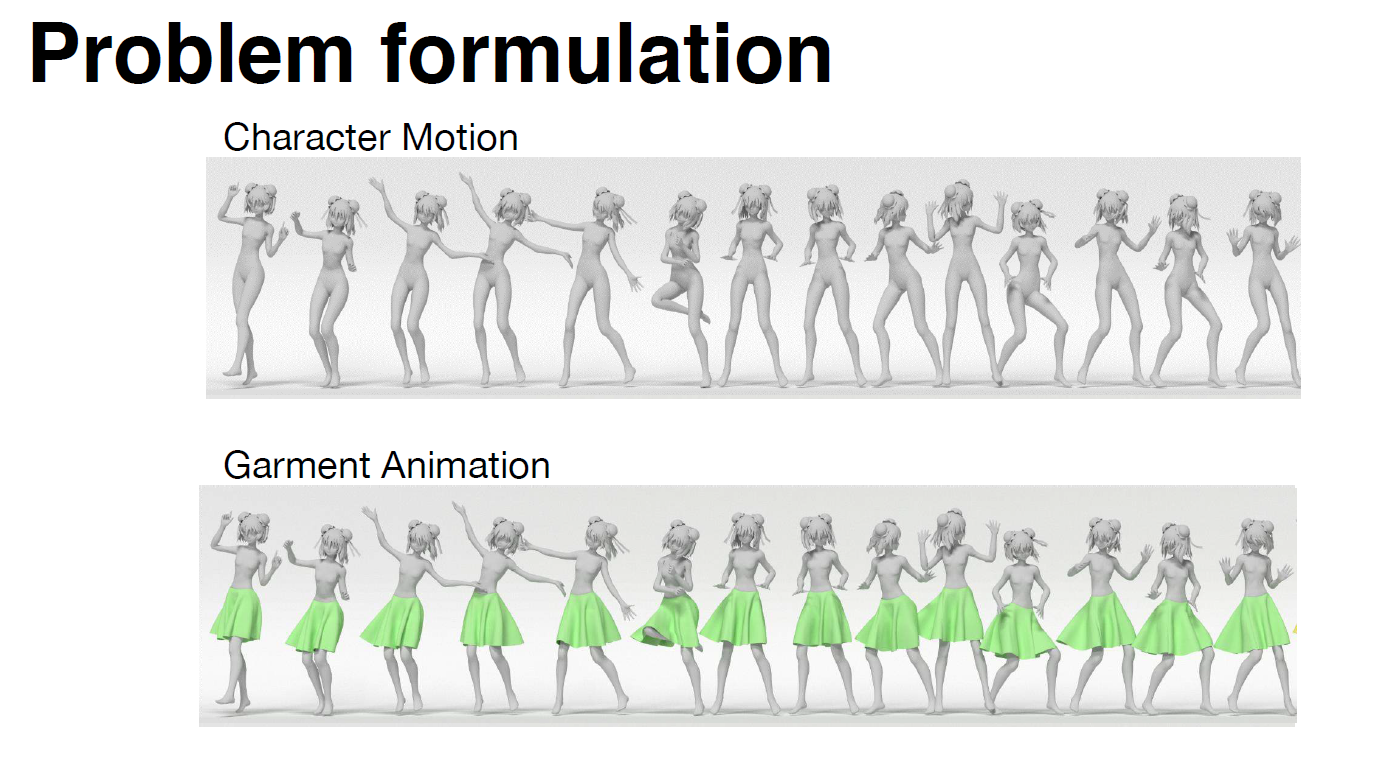 Problem formulation
Character Motion
Garment Animation